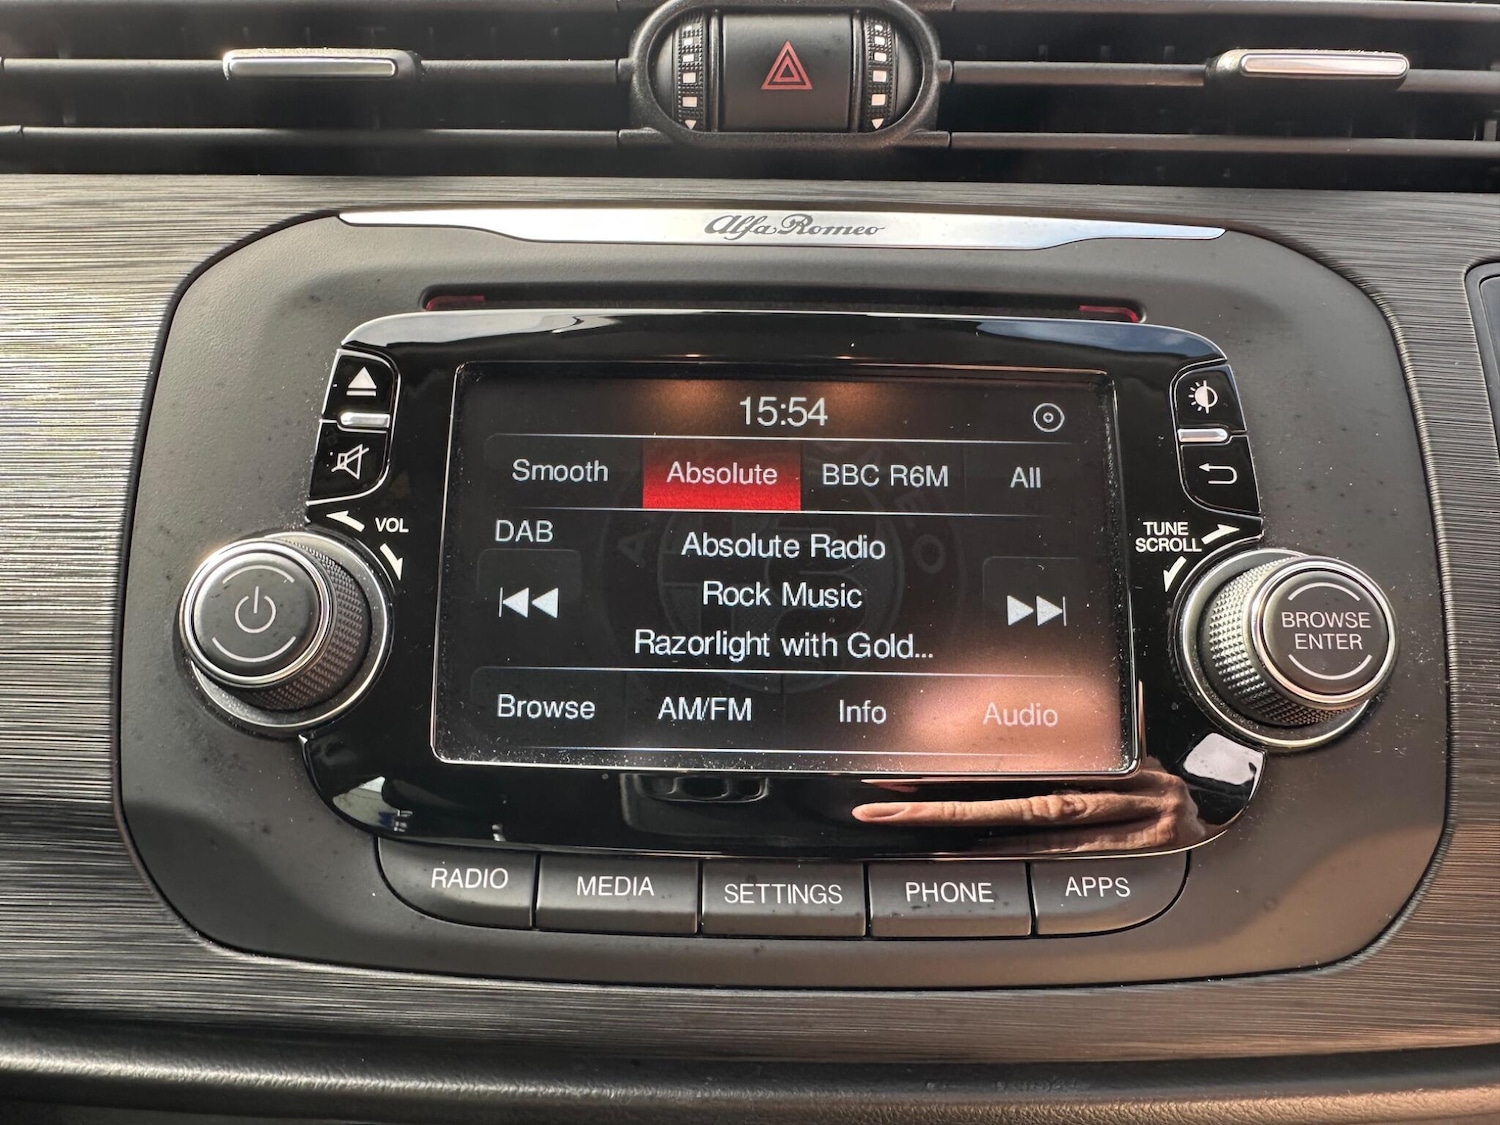 Alfa Romeo
15:54
Smooth Absolute BBC R6M All
DAB
Absolute Radio
Rock Music
Razorlight with Gold...
Browse AM/FM Info Audio
VOL
TUNE
SCROLL
BROWSE
ENTER
RADIO MEDIA SETTINGS PHONE APPS